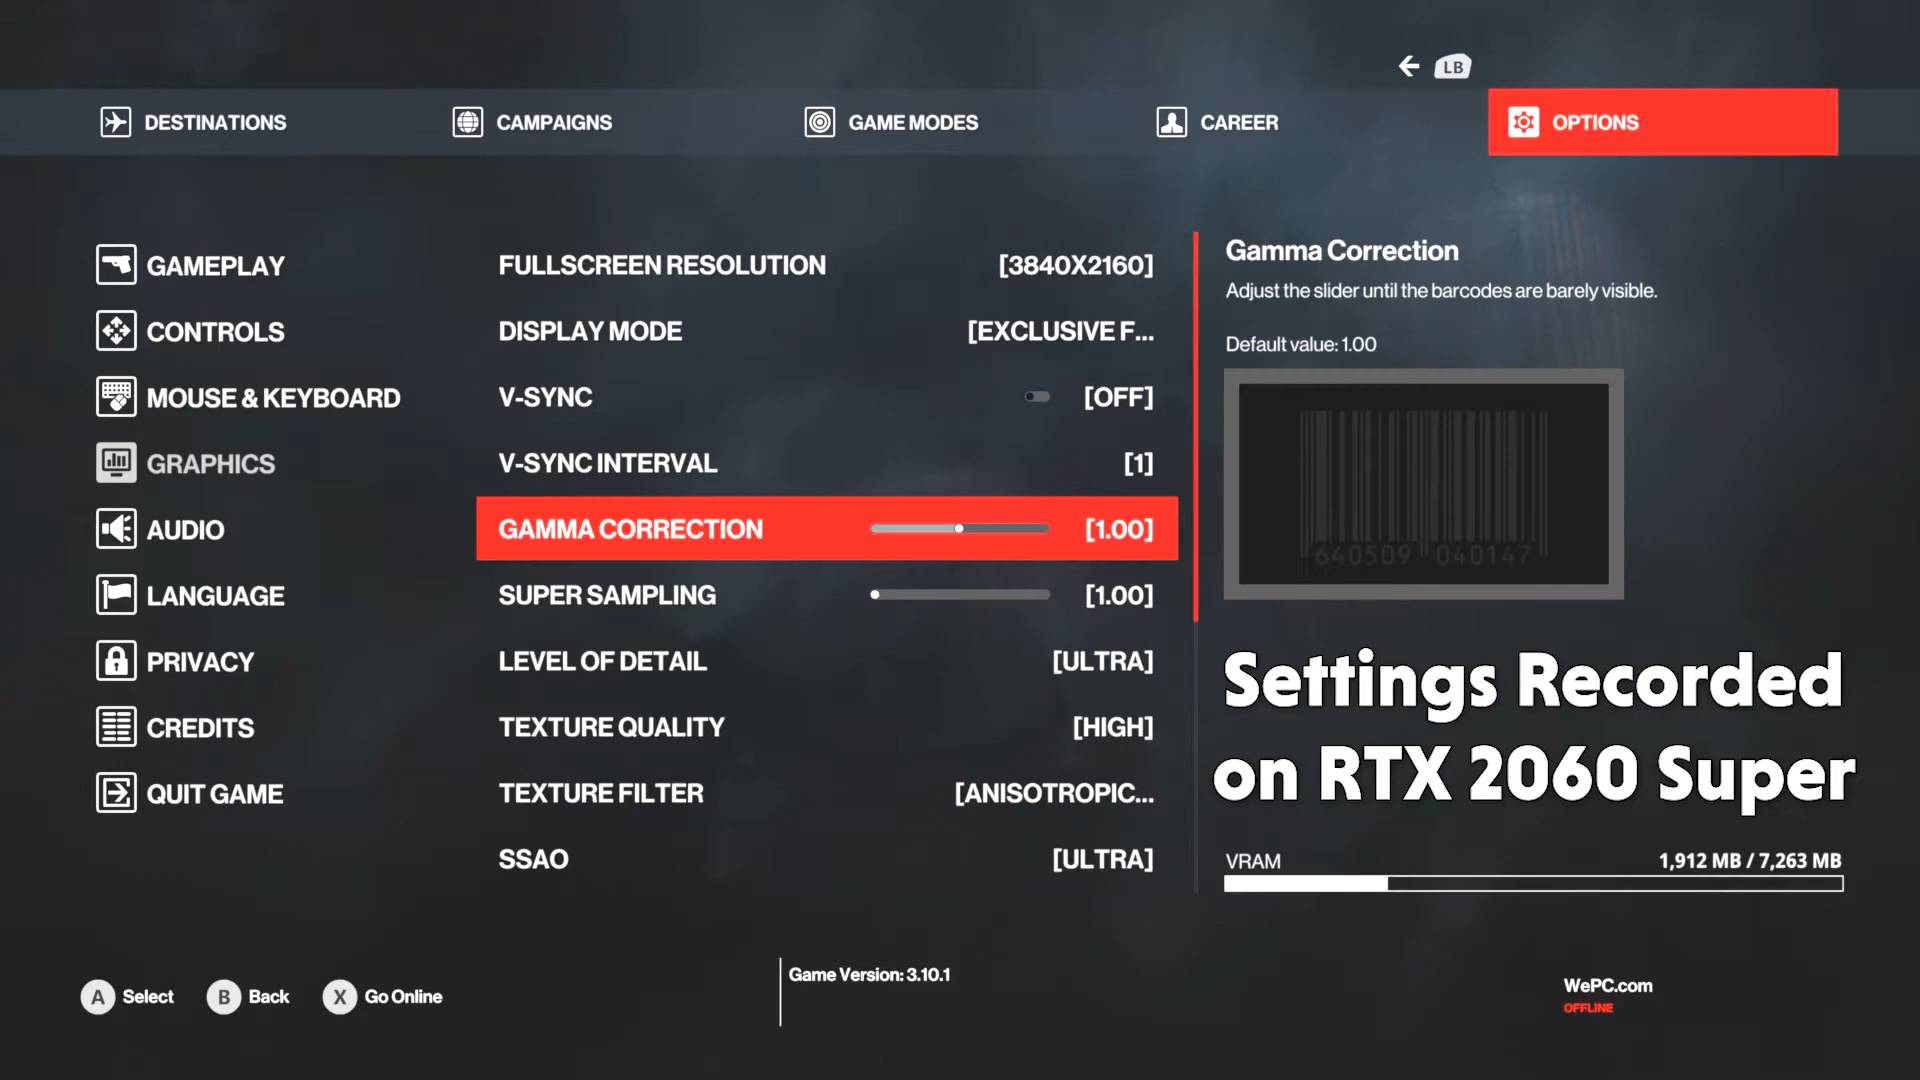 LB
DESTINATIONS
CAMPAIGNS
GAME MODES
CAREER
OPTIONS
GAMEPLAY
CONTROLS
MOUSE & KEYBOARD
GRAPHICS
AUDIO
LANGUAGE
PRIVACY
CREDITS
QUIT GAME
FULLSCREEN RESOLUTION [3840X2160]
DISPLAY MODE [EXCLUSIVE F...
V-SYNC [OFF]
V-SYNC INTERVAL [1]
GAMMA CORRECTION [1.00]
SUPER SAMPLING [1.00]
LEVEL OF DETAIL [ULTRA]
TEXTURE QUALITY [HIGH]
TEXTURE FILTER [ANISOTROPIC...
SSAO [ULTRA]
Gamma Correction
Adjust the slider until the barcodes are barely visible.
Default value: 1.00
640509 040147
Settings Recorded
on RTX 2060 Super
VRAM 1,912 MB / 7,263 MB
A Select B Back X Go Online
Game Version: 3.10.1
WePC.com
OFFLINE